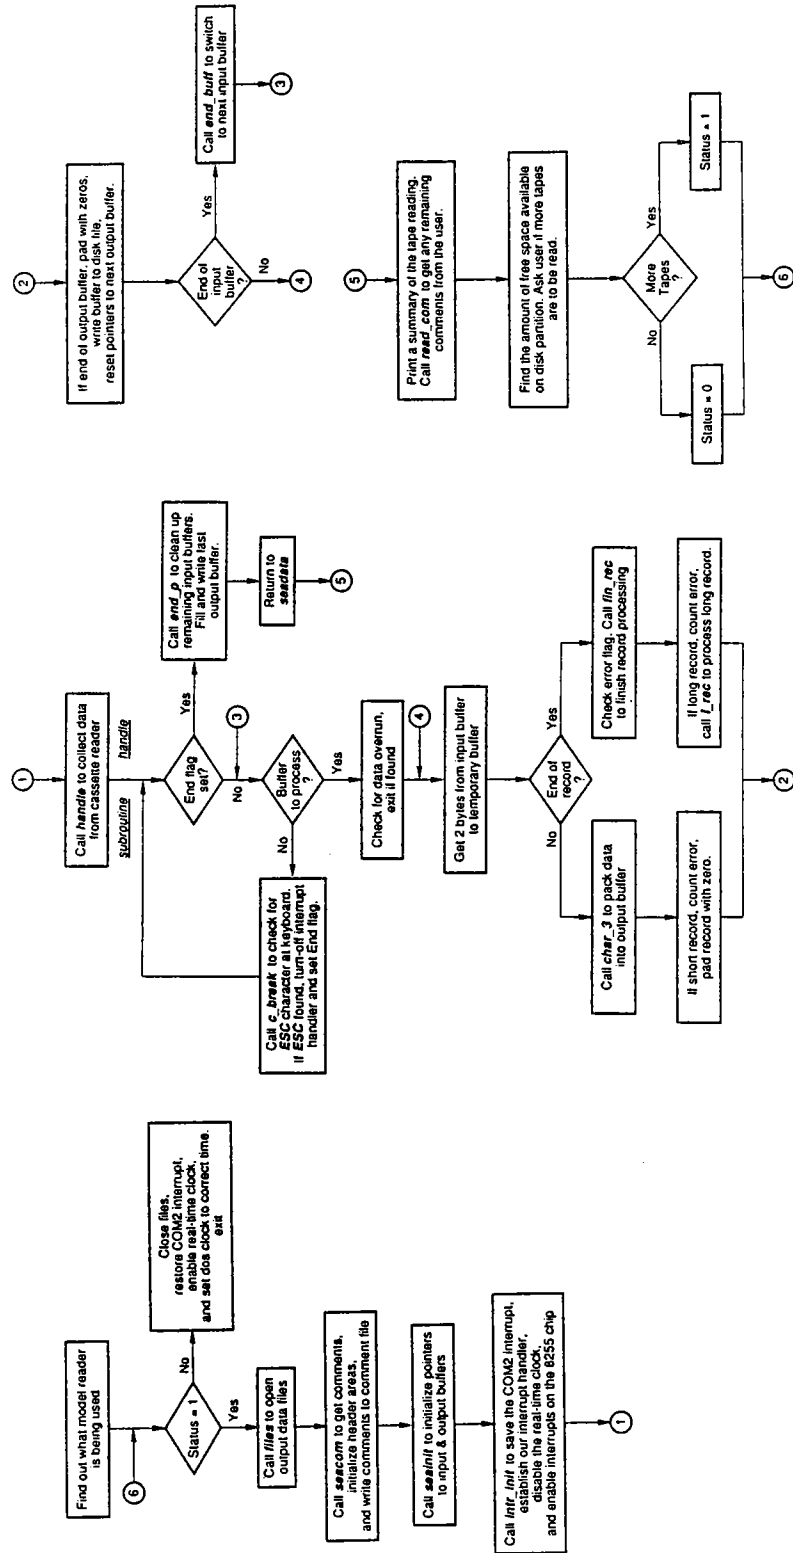 Find out what model reader
is being used
6
Status = 1
No
Close files,
restore COM2 interrupt,
enable real-time clock,
and set dos clock to correct time.
exit
Yes
Call files to open
output data files
Call seacom to get comments,
initialize header areas,
and write comments to comment file
Call seainit to initialize pointers
to input & output buffers
Call intr_init to save the COM2 interrupt,
establish our interrupt handler,
disable the real-time clock,
and enable interrupts on the 8255 chip
1
1
Call handle to collect data
from cassette reader
subroutine
handle
End flag
set?
Yes
Call end_p to clean up
remaining input buffers.
Fill and write last
output buffer.
Return to
seadata
5
No
3
Buffer
to process
?
No
Call c_break to check for
ESC character at keyboard.
If ESC found, turn-off interrupt
handler and set End flag.
Yes
Check for data overrun,
exit if found
4
Get 2 bytes from input buffer
to temporary buffer
End of
record
?
No
Call char_3 to pack data
into output buffer
If short record, count error,
pad record with zero.
Yes
Check error flag. Call fin_rec
to finish record processing
If long record, count error,
call l_rec to process long record.
2
2
If end of output buffer, pad with zeros,
write buffer to disk file,
reset pointers to next output buffer.
End of
input
buffer
?
Yes
Call end_buff to switch
to next input buffer
3
No
4
5
Print a summary of the tape reading.
Call read_com to get any remaining
comments from the user.
Find the amount of free space available
on disk partition. Ask user if more tapes
are to be read.
More
Tapes
?
No
Status = 0
Yes
Status = 1
6